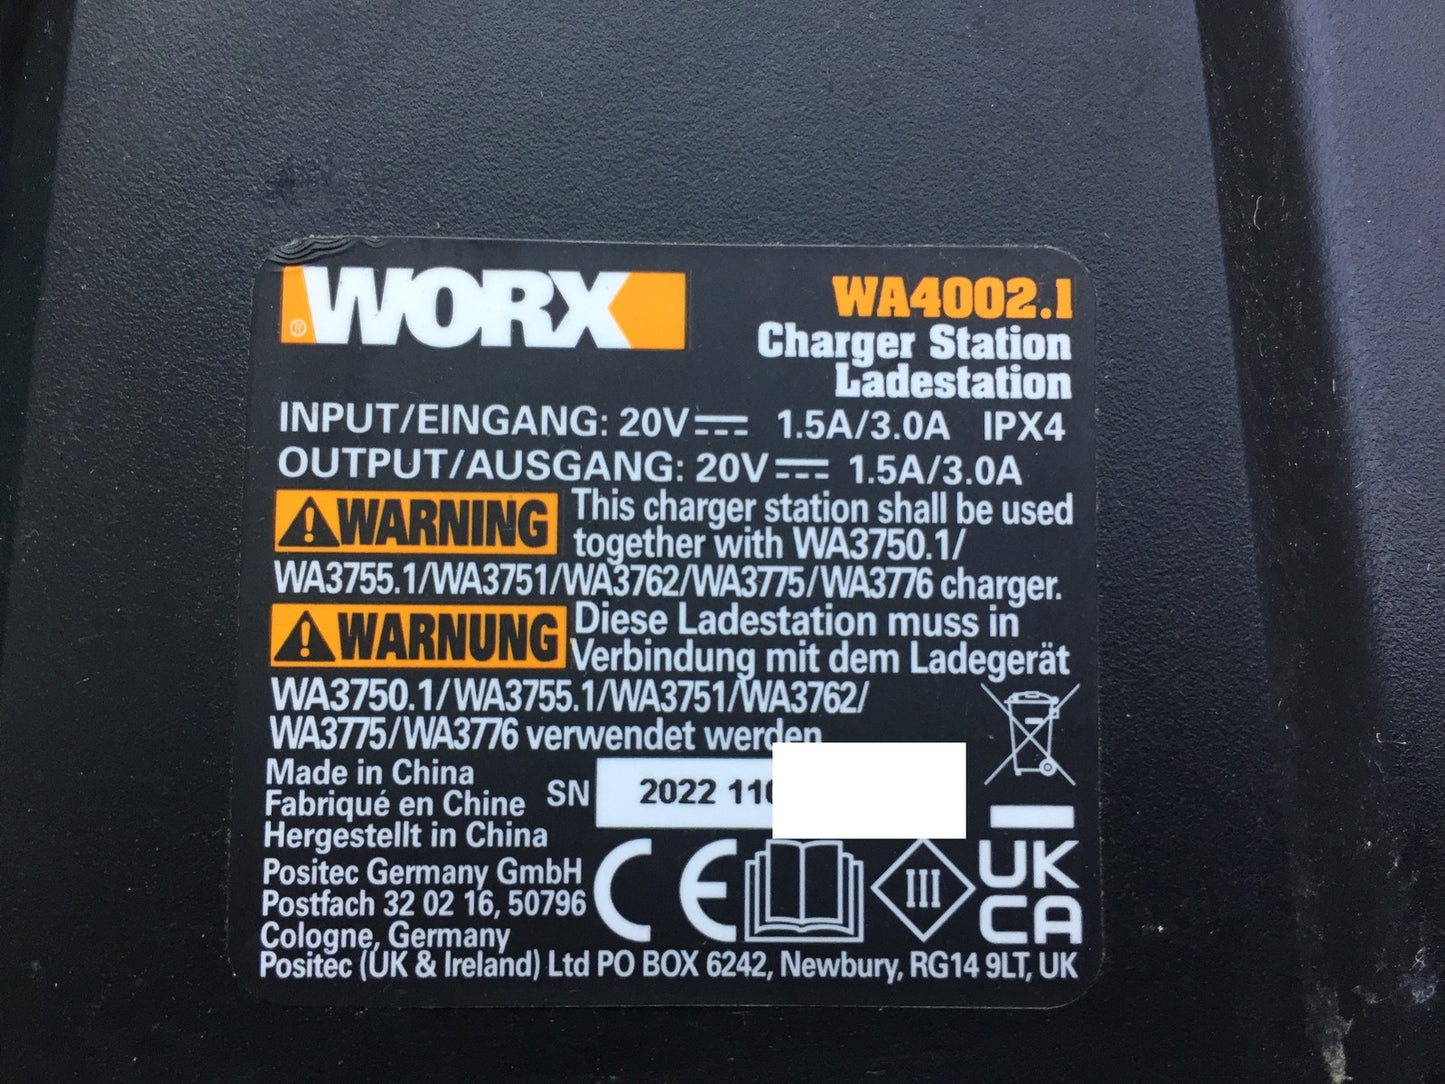 WORX
®
WA4002.1
Charger Station
Ladestation
INPUT/EINGANG: 20V 1.5A/3.0A IPX4
OUTPUT/AUSGANG: 20V 1.5A/3.0A
WARNING This charger station shall be used
together with WA3750.1/
WA3755.1/WA3751/WA3762/WA3775/WA3776 charger.
WARNUNG Diese Ladestation muss in
Verbindung mit dem Ladegerät
WA3750.1/WA3755.1/WA3751/WA3762/
WA3775/WA3776 verwendet werden
Made in China
Fabriqué en Chine
Hergestellt in China
SN 2022
Positec Germany GmbH
Postfach 32 02 16, 50796
Cologne, Germany
CE
III
UK
CA
Positec (UK & Ireland) Ltd PO BOX 6242, Newbury, RG14 9LT, UK